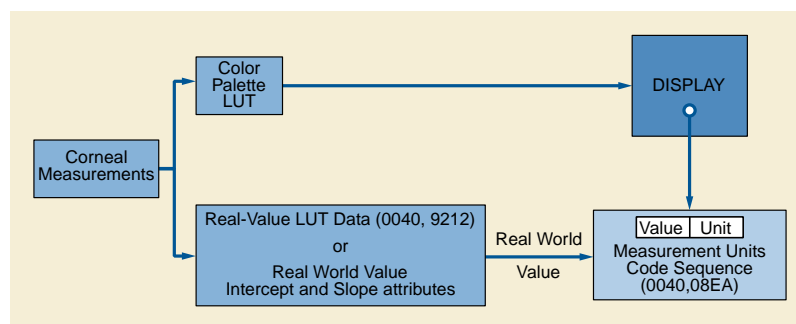 Color
Palette
LUT
DISPLAY
Corneal
Measurements
Real-Value LUT Data (0040, 9212)
or
Real World Value
Intercept and Slope attributes
Real World
Value
Value Unit
Measurement Units
Code Sequence
(0040,08EA)